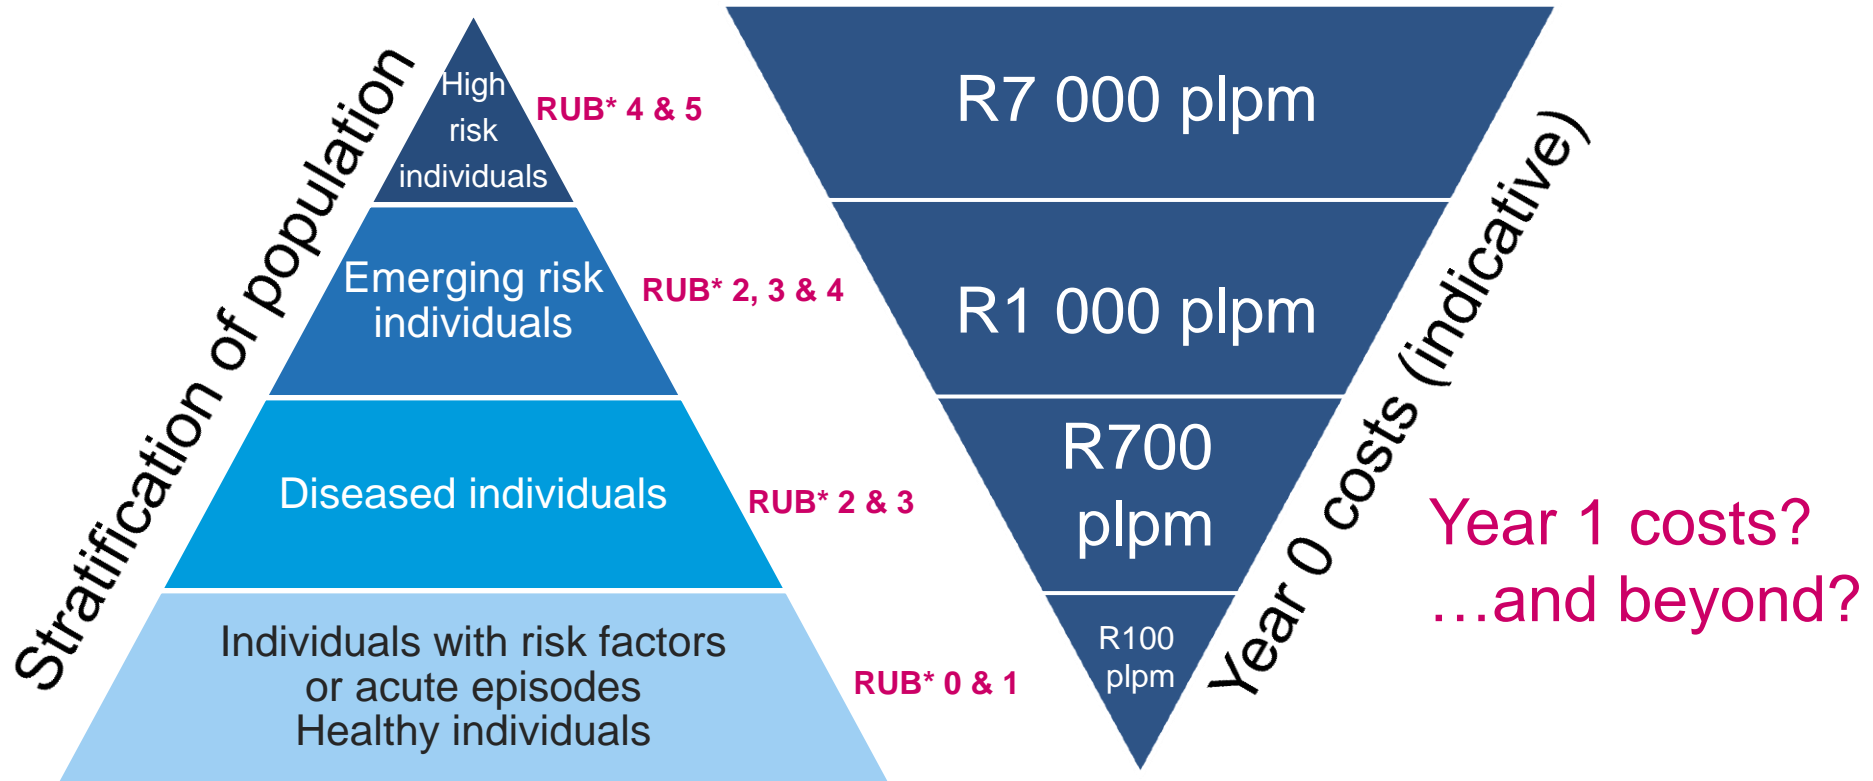 Stratification of population
High
risk
individuals
RUB* 4 & 5
Emerging risk
individuals
RUB* 2, 3 & 4
Diseased individuals
RUB* 2 & 3
Individuals with risk factors
or acute episodes
Healthy individuals
RUB* 0 & 1
R7 000 plpm
R1 000 plpm
R700
plpm
R100
plpm
Year 0 costs (indicative)
Year 1 costs?
…and beyond?